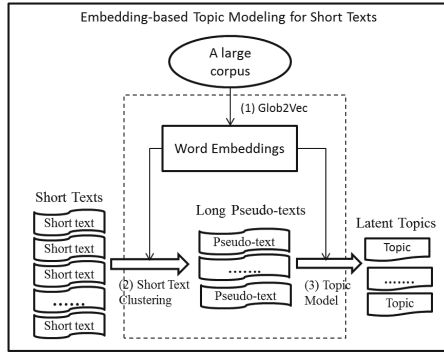 Embedding-based Topic Modeling for Short Texts
A large
corpus
(1) Glob2Vec
Word Embeddings
Short Texts
Short text
Short text
Short text
......
Short text
(2) Short Text
Clustering
Long Pseudo-texts
Pseudo-text
.......
Pseudo-text
(3) Topic
Model
Latent Topics
Topic
.......
Topic